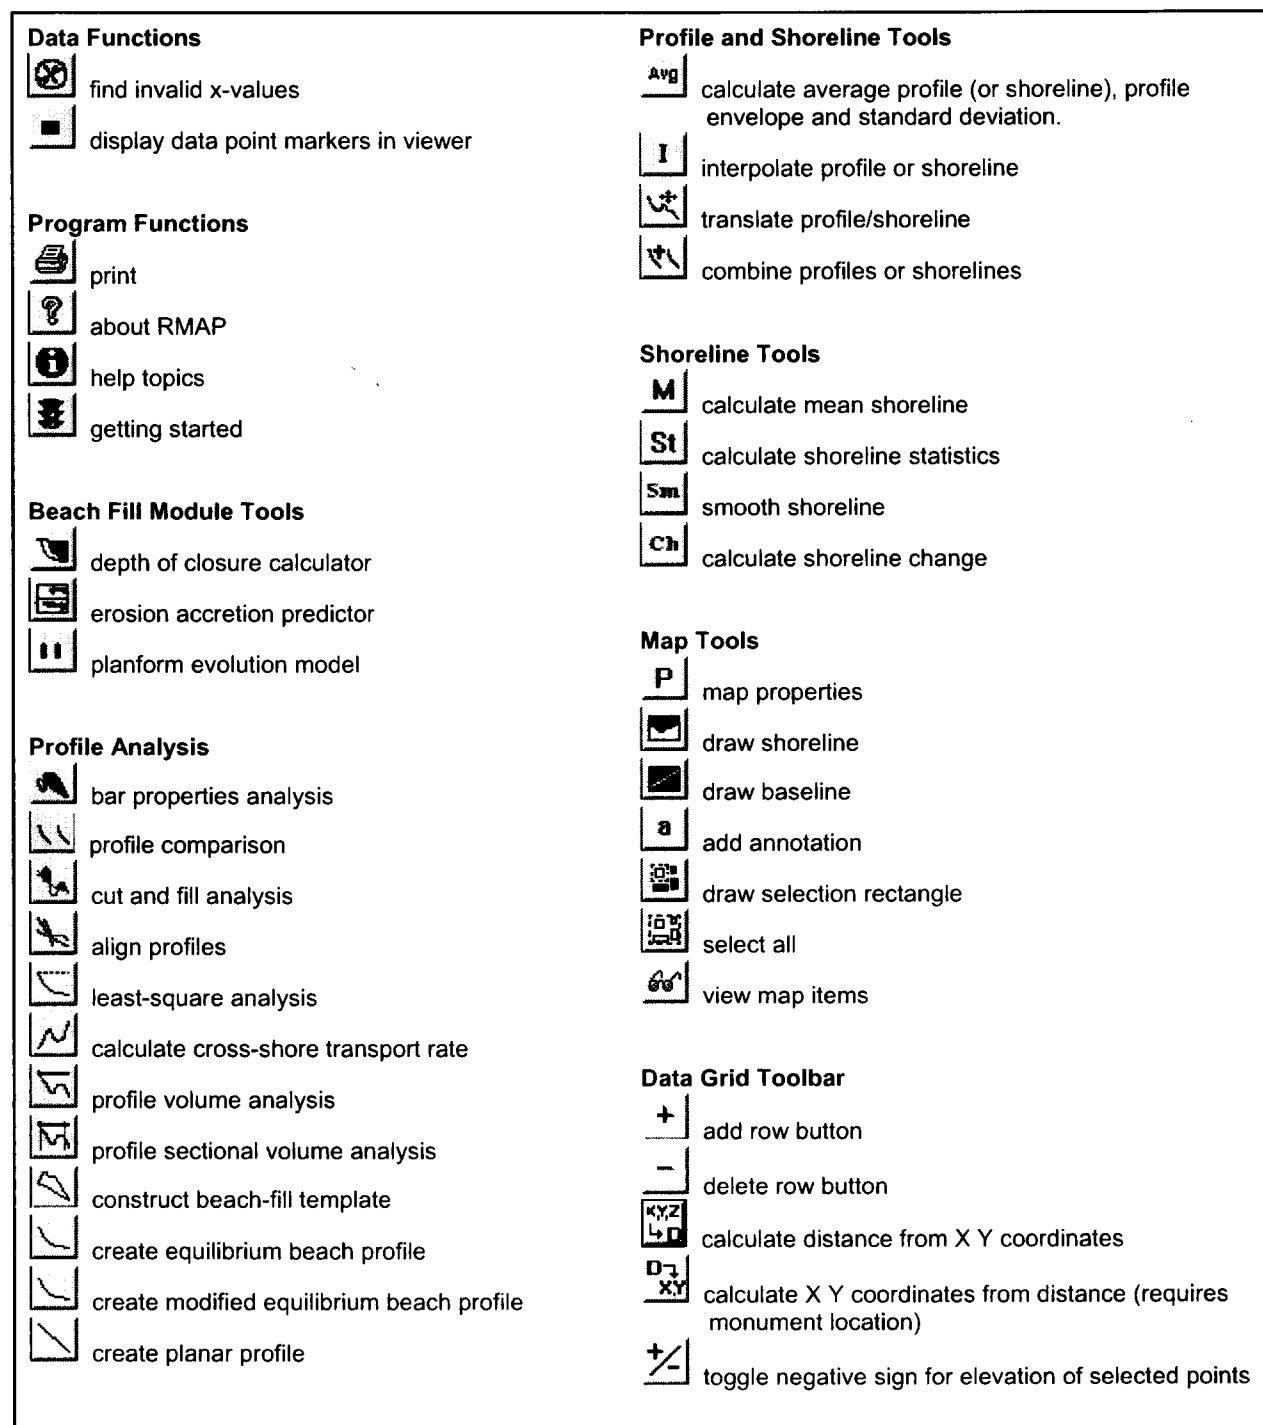 Data Functions
find invalid x-values
display data point markers in viewer
Program Functions
print
? about RMAP
i help topics
getting started
Beach Fill Module Tools
depth of closure calculator
erosion accretion predictor
planform evolution model
Profile Analysis
bar properties analysis
profile comparison
cut and fill analysis
align profiles
least-square analysis
calculate cross-shore transport rate
profile volume analysis
profile sectional volume analysis
construct beach-fill template
create equilibrium beach profile
create modified equilibrium beach profile
create planar profile
Profile and Shoreline Tools
Avg calculate average profile (or shoreline), profile
envelope and standard deviation.
I interpolate profile or shoreline
translate profile/shoreline
combine profiles or shorelines
Shoreline Tools
M calculate mean shoreline
St calculate shoreline statistics
Sm smooth shoreline
Ch calculate shoreline change
Map Tools
P map properties
draw shoreline
draw baseline
a add annotation
draw selection rectangle
select all
view map items
Data Grid Toolbar
+ add row button
- delete row button
X,Y,Z
D calculate distance from X Y coordinates
D
X,Y calculate X Y coordinates from distance (requires
monument location)
+/- toggle negative sign for elevation of selected points